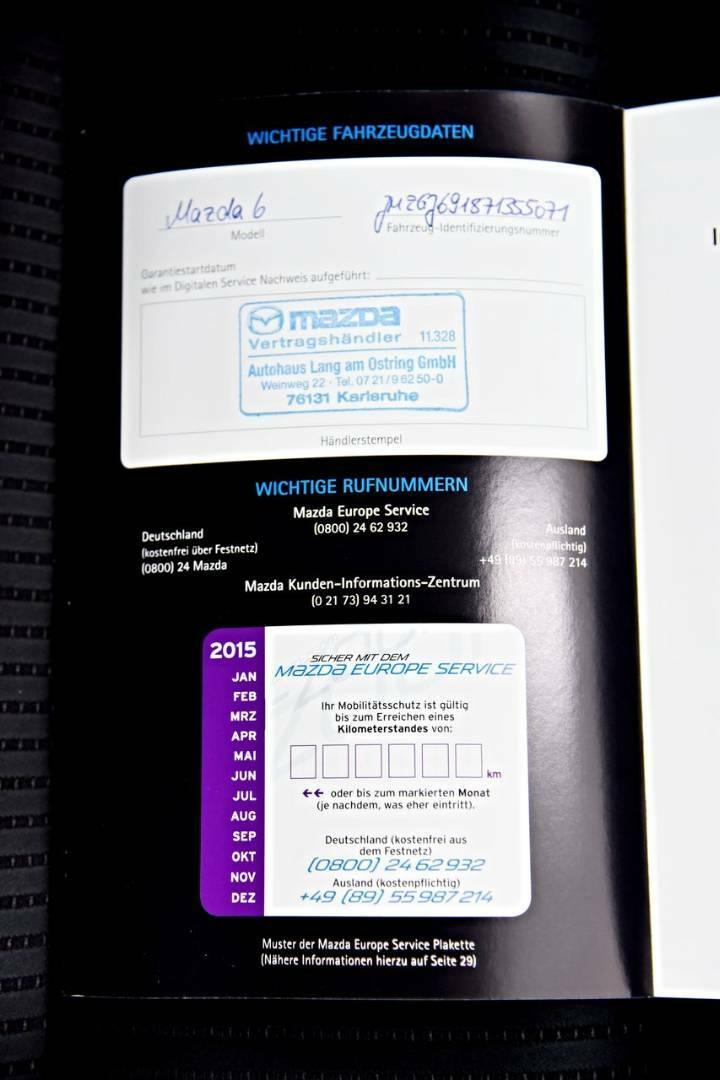 WICHTIGE FAHRZEUGDATEN
Mazda 6
JMZGJ691871355071
Modell
Fahrzeug-Identifizierungsnummer
Garantiestartdatum
wie im Digitalen Service Nachweis aufgeführt:
mazda
Vertragshändler 11.328
Autohaus Lang am Ostring GmbH
Weinweg 22 · Tel. 07 21/9 62 50-0
76131 Karlsruhe
Händlerstempel
WICHTIGE RUFNUMMERN
Mazda Europe Service
(0800) 24 62 932
Deutschland
(kostenfrei über Festnetz)
(0800) 24 Mazda
Ausland
(kostenpflichtig)
+49 (89) 55 987 214
Mazda Kunden-Informations-Zentrum
(0 21 73) 94 31 21
2015
JAN
FEB
MRZ
APR
MAI
JUN
JUL
AUG
SEP
OKT
NOV
DEZ
SICHER MIT DEM
MAZDA EUROPE SERVICE
Ihr Mobilitätsschutz ist gültig
bis zum Erreichen eines
Kilometerstandes von:
km
←← oder bis zum markierten Monat
(je nachdem, was eher eintritt).
Deutschland (kostenfrei aus
dem Festnetz)
(0800) 24 62 932
Ausland (kostenpflichtig)
+49 (89) 55 987 214
Muster der Mazda Europe Service Plakette
(Nähere Informationen hierzu auf Seite 29)